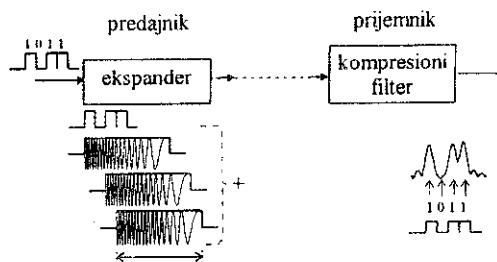 predajnik
prijemnik
1 0 1 1
ekspander
kompresioni
filter
+
1 0 1 1